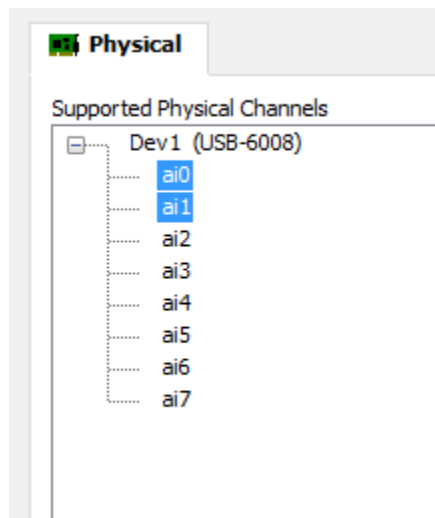 Physical
Supported Physical Channels
Dev1 (USB-6008)
ai0
ai1
ai2
ai3
ai4
ai5
ai6
ai7